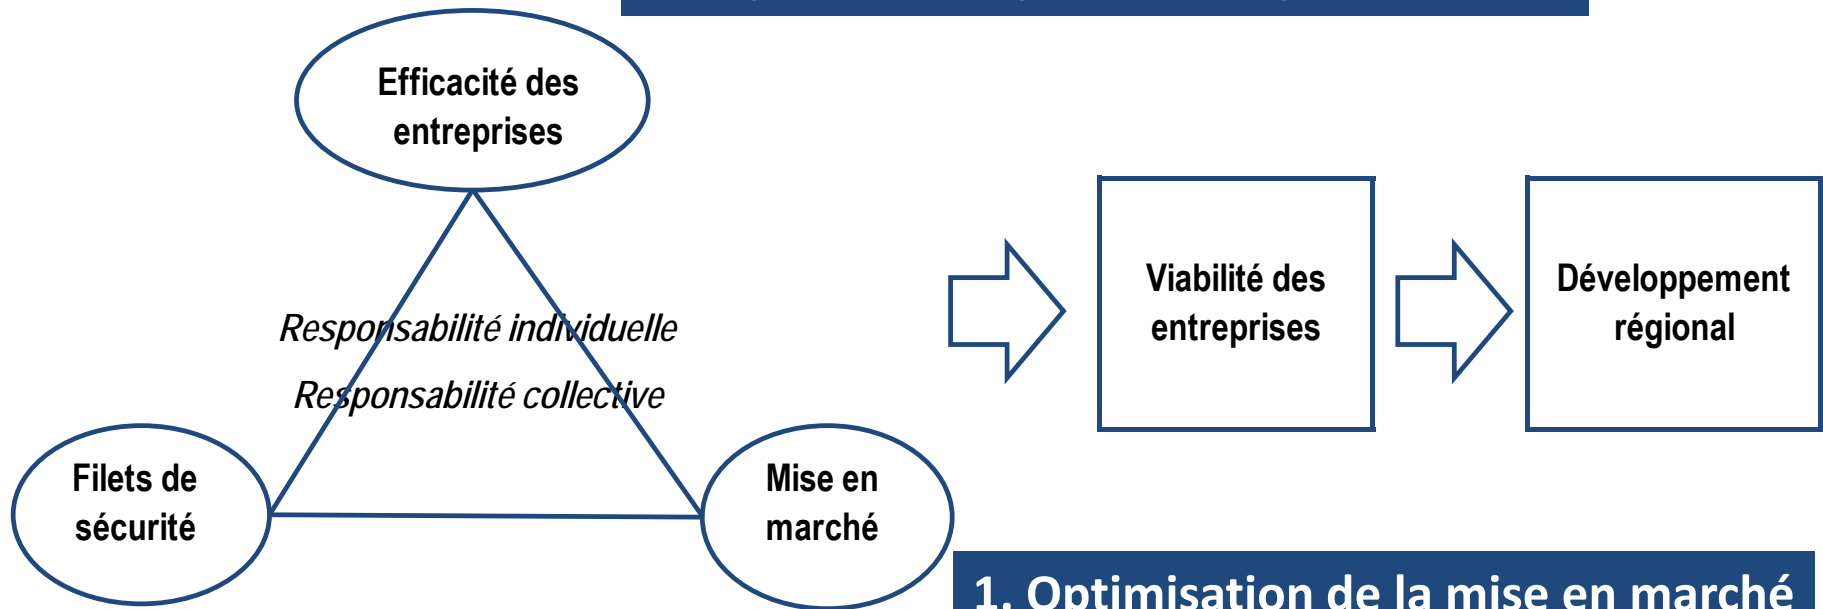 Efficacité des
entreprises
Responsabilité individuelle
Responsabilité collective
Filets de
sécurité
Mise en
marché
Viabilité des
entreprises
Développement
régional
1. Optimisation de la mise en marché